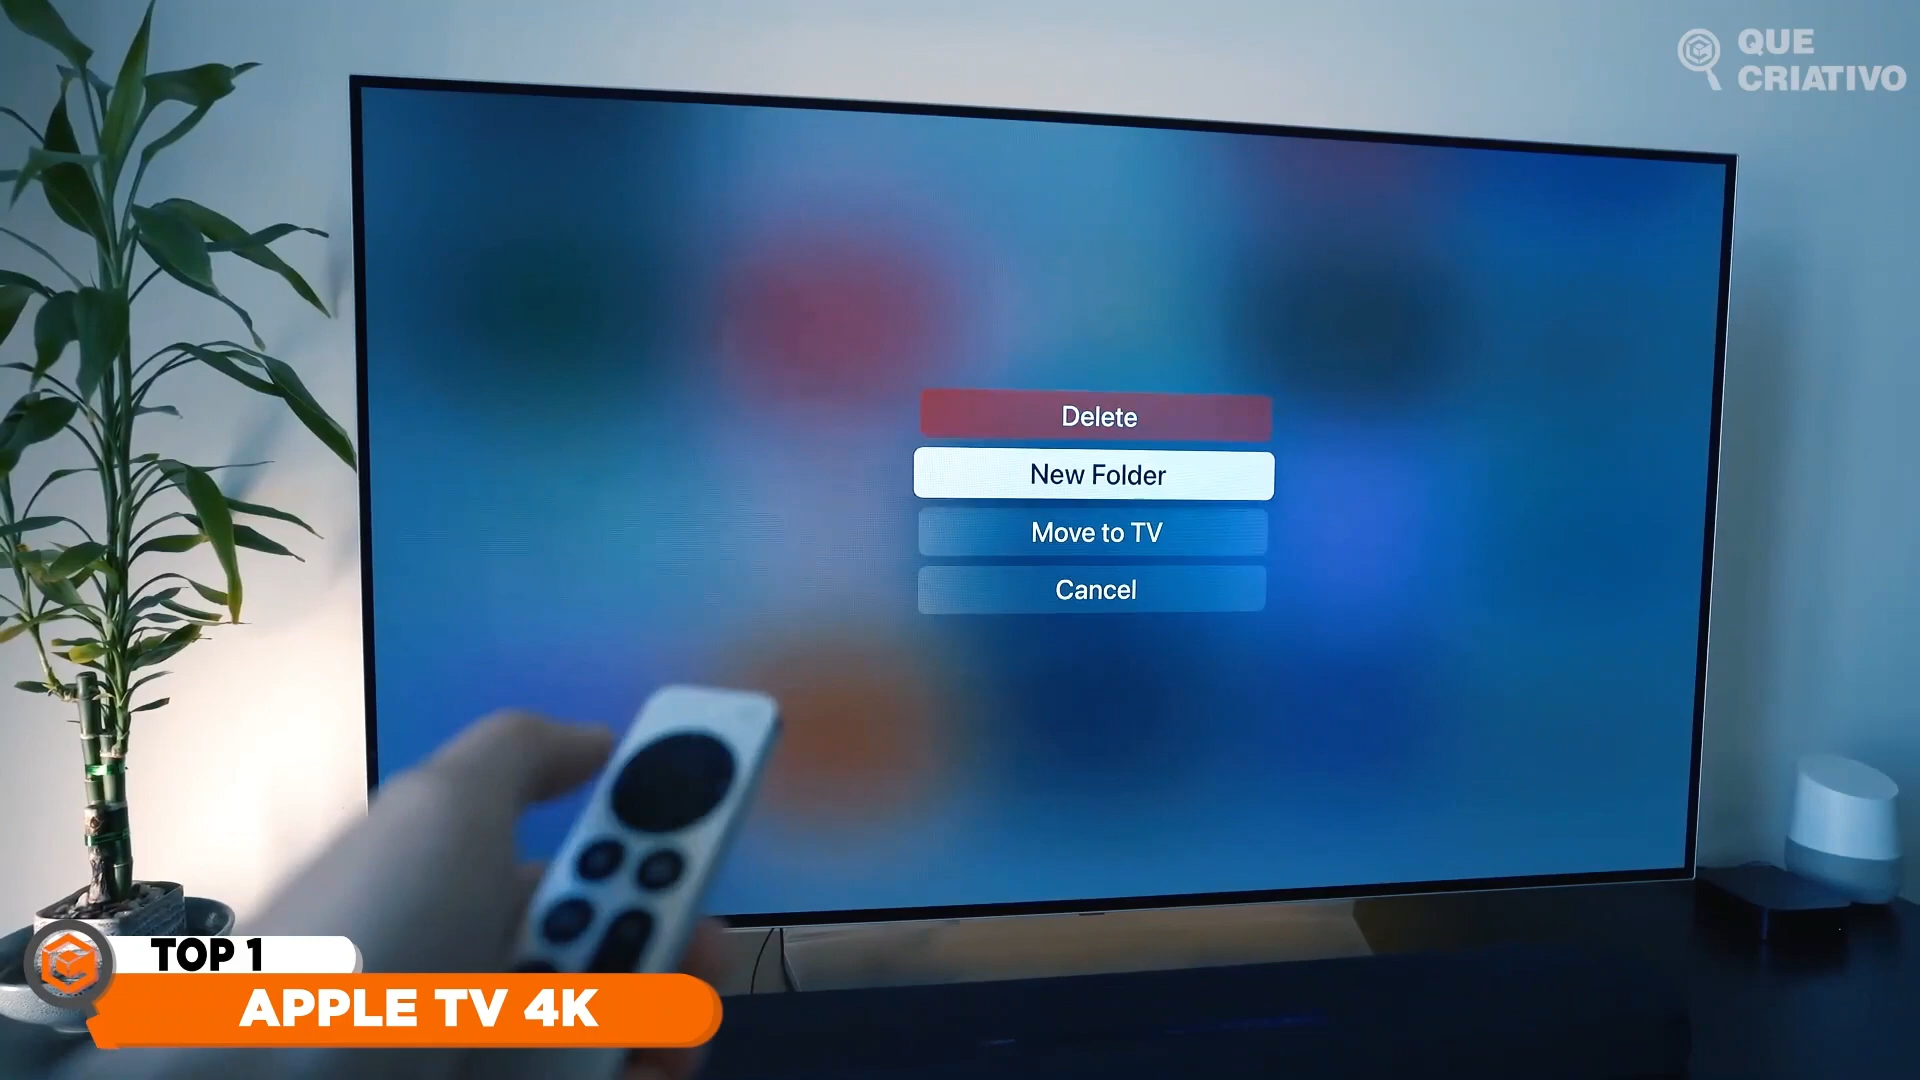 QUE
CRIATIVO
Delete
New Folder
Move to TV
Cancel
TOP 1
APPLE TV 4K